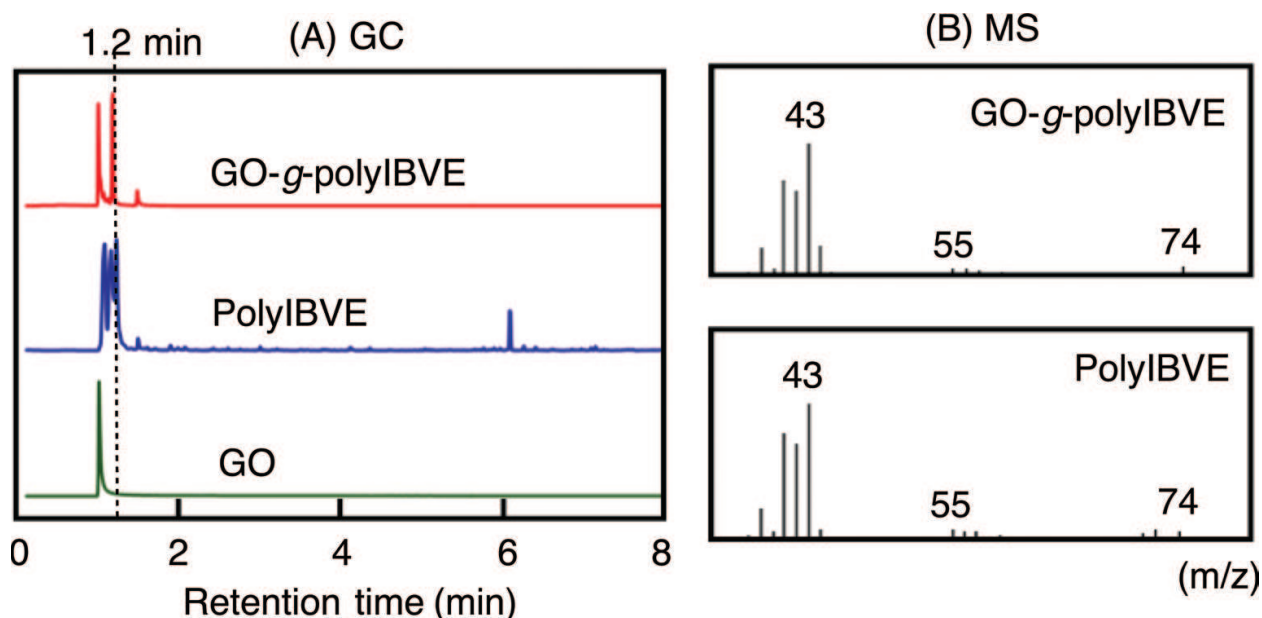 (A) GC
1.2 min
GO-g-polyIBVE
PolyIBVE
GO
0 2 4 6 8
Retention time (min)
(B) MS
GO-g-polyIBVE
43
55
74
PolyIBVE
43
55
74
(m/z)